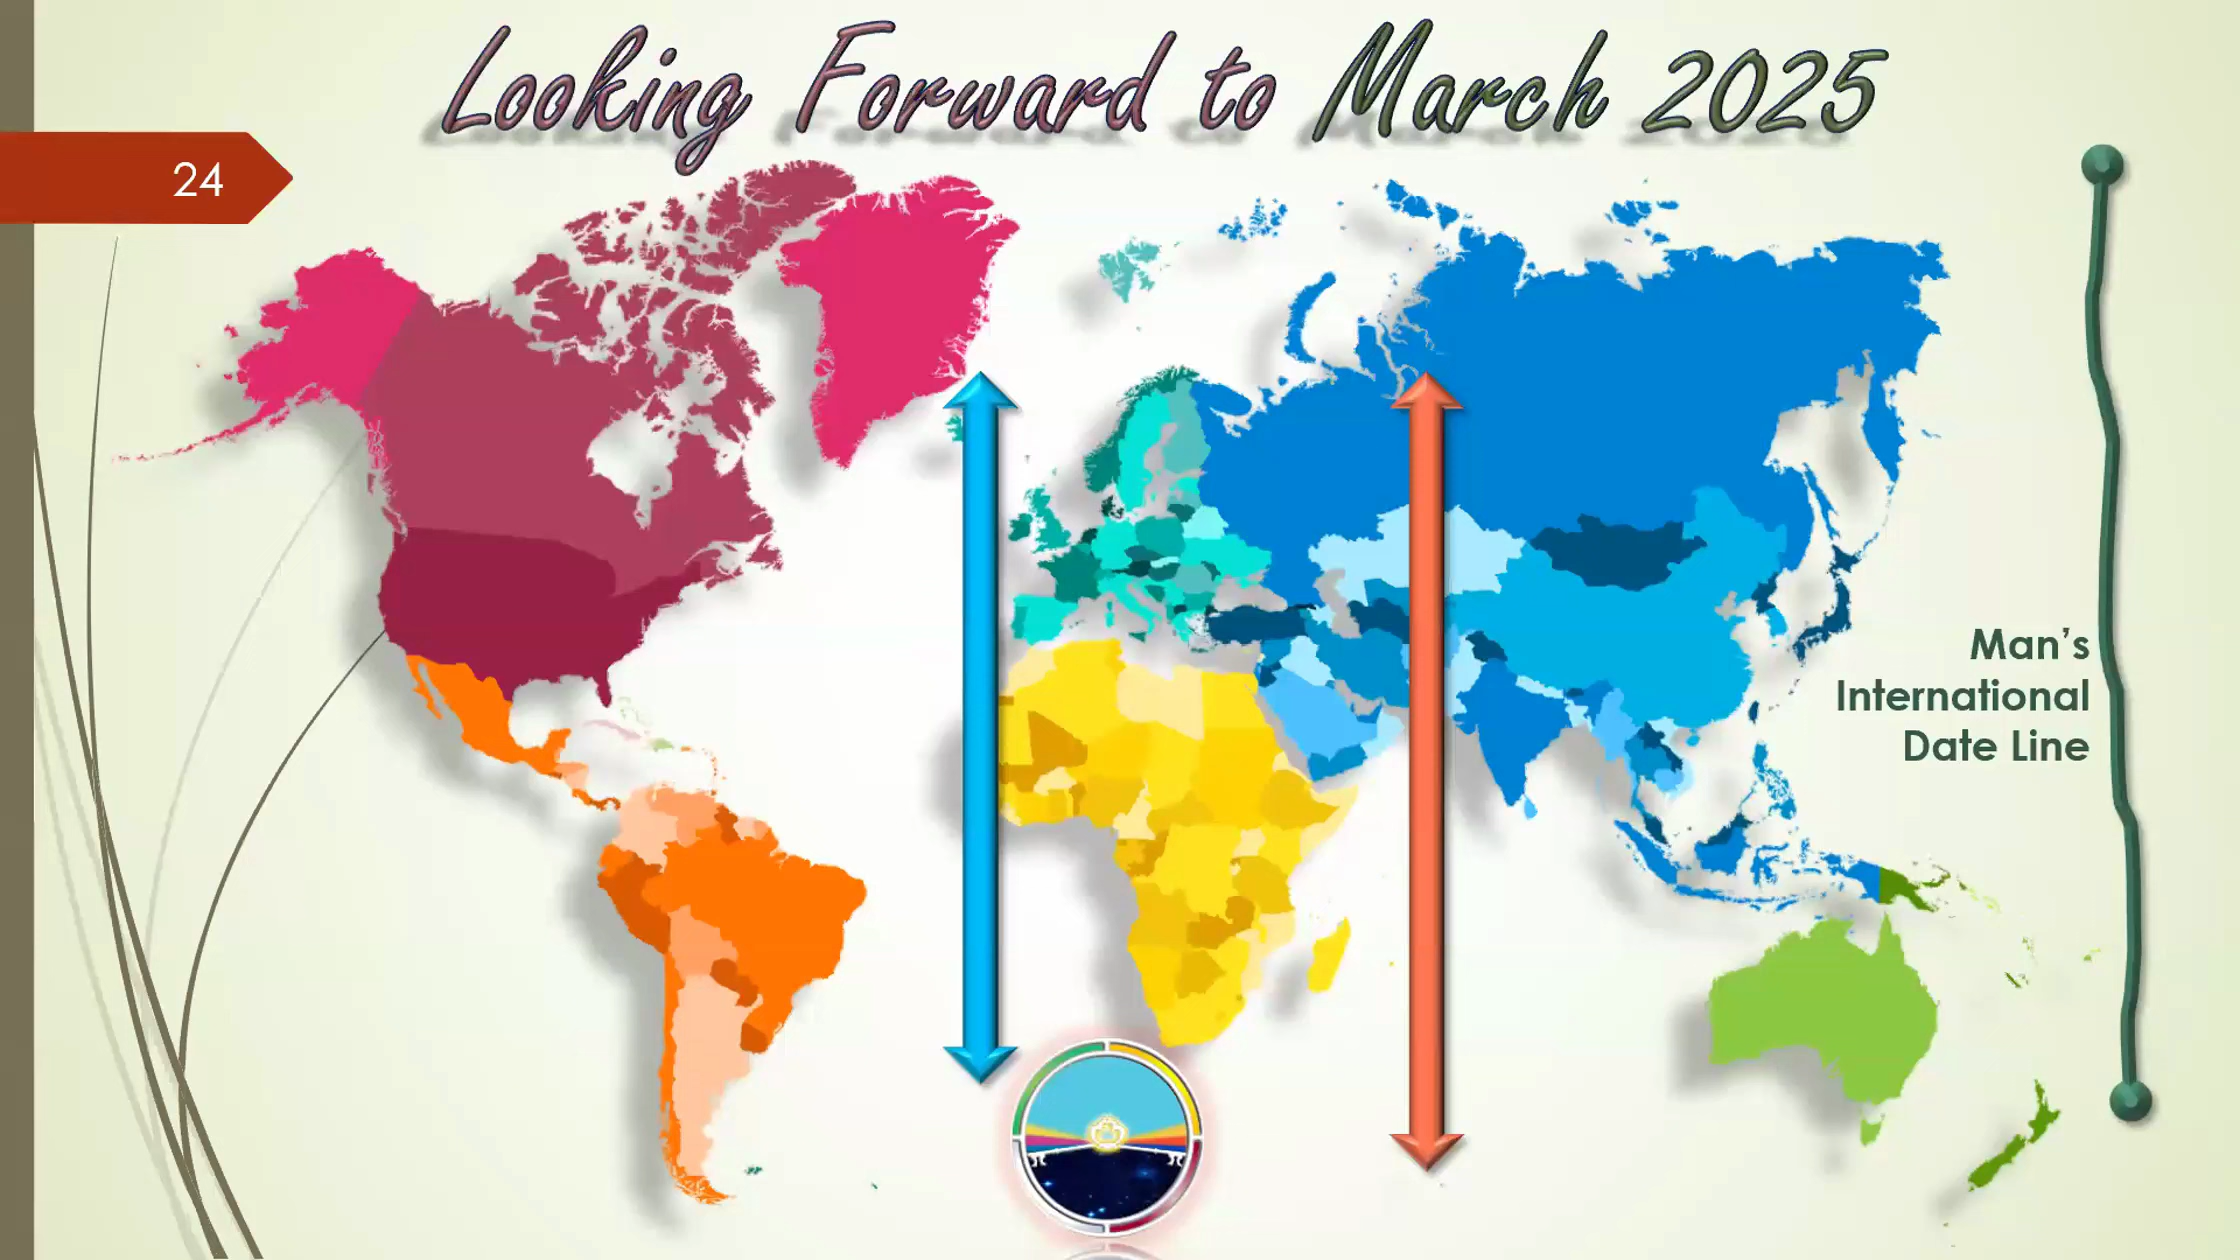 Looking Forward to March 2025
24
Man's
International
Date Line